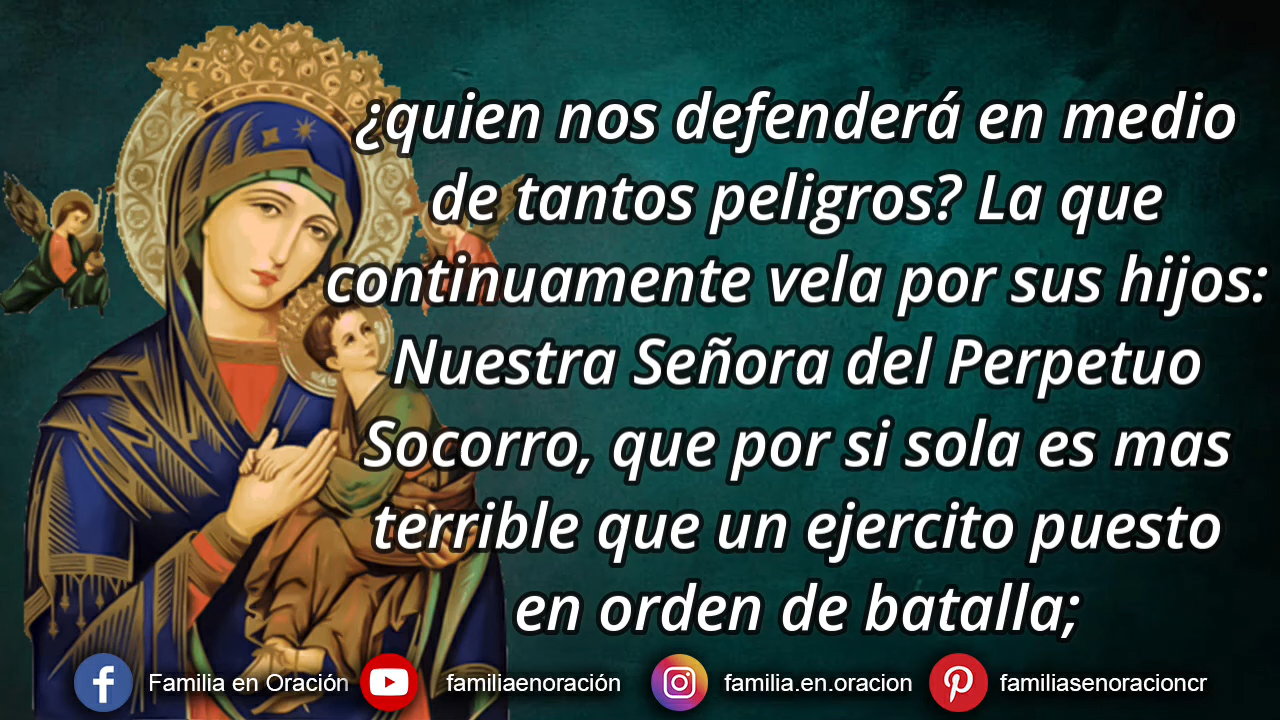 ¿quien nos defenderá en medio
de tantos peligros? La que
continuamente vela por sus hijos:
Nuestra Señora del Perpetuo
Socorro, que por si sola es mas
terrible que un ejercito puesto
en orden de batalla;
Familia en Oración
familiaenoración
familia.en.oracion
familiasenoracioncr